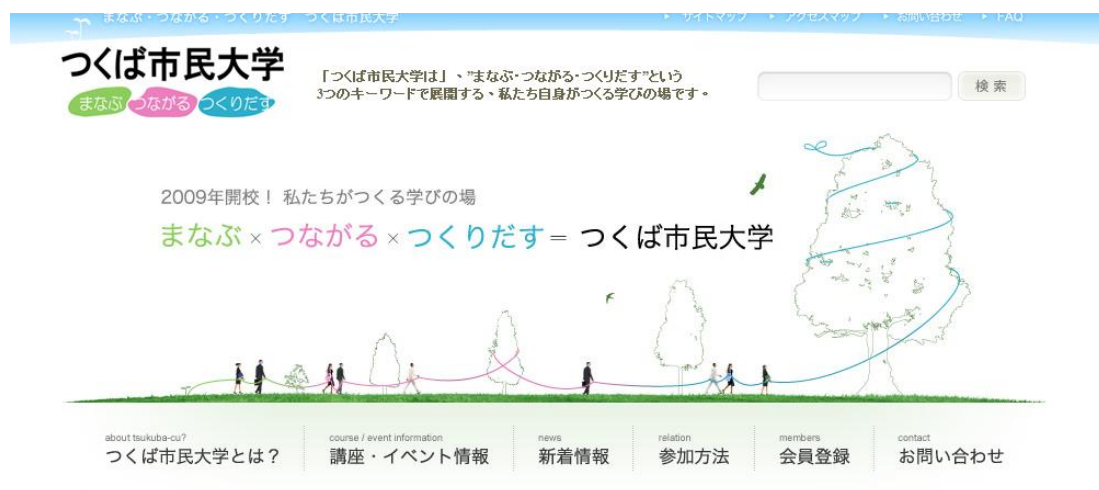 まなぶ・つながる・つくりだす つくば市民大学
サイトマップ アクセスマップ お問い合わせ FAQ
つくば市民大学
まなぶ つながる つくりだす
「つくば市民大学は」、"まなぶ・つながる・つくりだす"という
3つのキーワードで展開する、私たち自身がつくる学びの場です。
検索
2009年開校! 私たちがつくる学びの場
まなぶ×つながる×つくりだす= つくば市民大学
about tsukuba-cu?
つくば市民大学とは?
course / event information
講座・イベント情報
news
新着情報
relation
参加方法
members
会員登録
contact
お問い合わせ